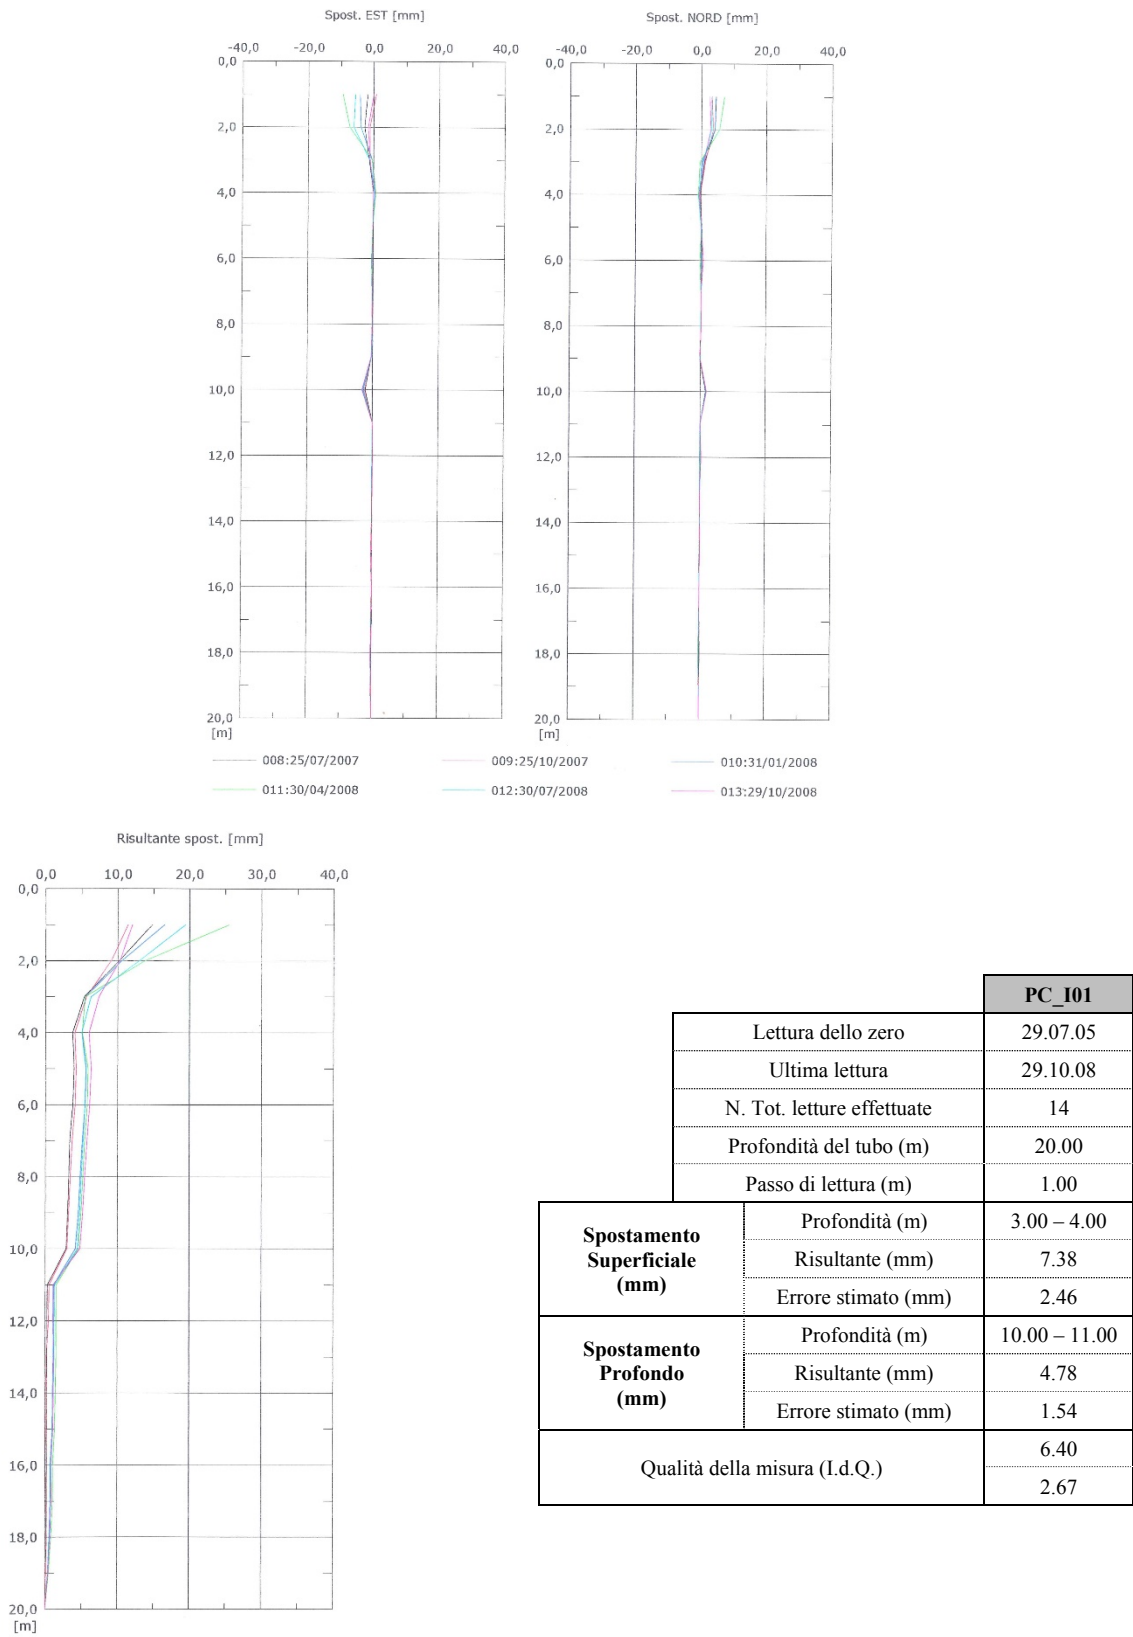 Spost. EST [mm]
-40,0 -20,0 0,0 20,0 40,0
0,0
2,0
4,0
6,0
8,0
10,0
12,0
14,0
16,0
18,0
20,0
[m]
Spost. NORD [mm]
-40,0 -20,0 0,0 20,0 40,0
0,0
2,0
4,0
6,0
8,0
10,0
12,0
14,0
16,0
18,0
20,0
[m]
008:25/07/2007 009:25/10/2007 010:31/01/2008
011:30/04/2008 012:30/07/2008 013:29/10/2008
Risultante spost. [mm]
0,0 10,0 20,0 30,0 40,0
0,0
2,0
4,0
6,0
8,0
10,0
12,0
14,0
16,0
18,0
20,0
[m]
PC_I01
Lettura dello zero 29.07.05
Ultima lettura 29.10.08
N. Tot. letture effettuate 14
Profondità del tubo (m) 20.00
Passo di lettura (m) 1.00
Spostamento
Superficiale
(mm)
Profondità (m) 3.00 – 4.00
Risultante (mm) 7.38
Errore stimato (mm) 2.46
Spostamento
Profondo
(mm)
Profondità (m) 10.00 – 11.00
Risultante (mm) 4.78
Errore stimato (mm) 1.54
Qualità della misura (I.d.Q.)
6.40
2.67